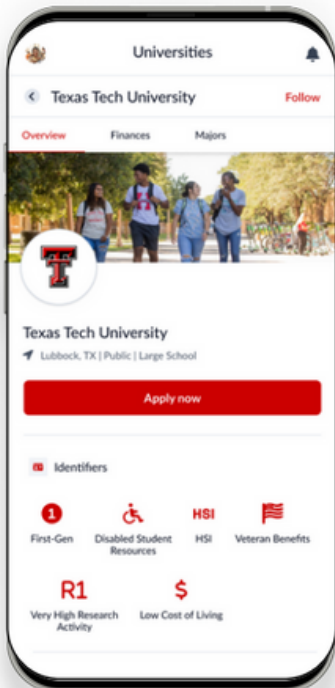 Universities
Texas Tech University
Follow
Overview Finances Majors
T
Texas Tech University
Lubbock, TX | Public | Large School
Apply now
Identifiers
1 HSI
First-Gen Disabled Student Resources HSI Veteran Benefits
R1 $
Very High Research Activity Low Cost of Living